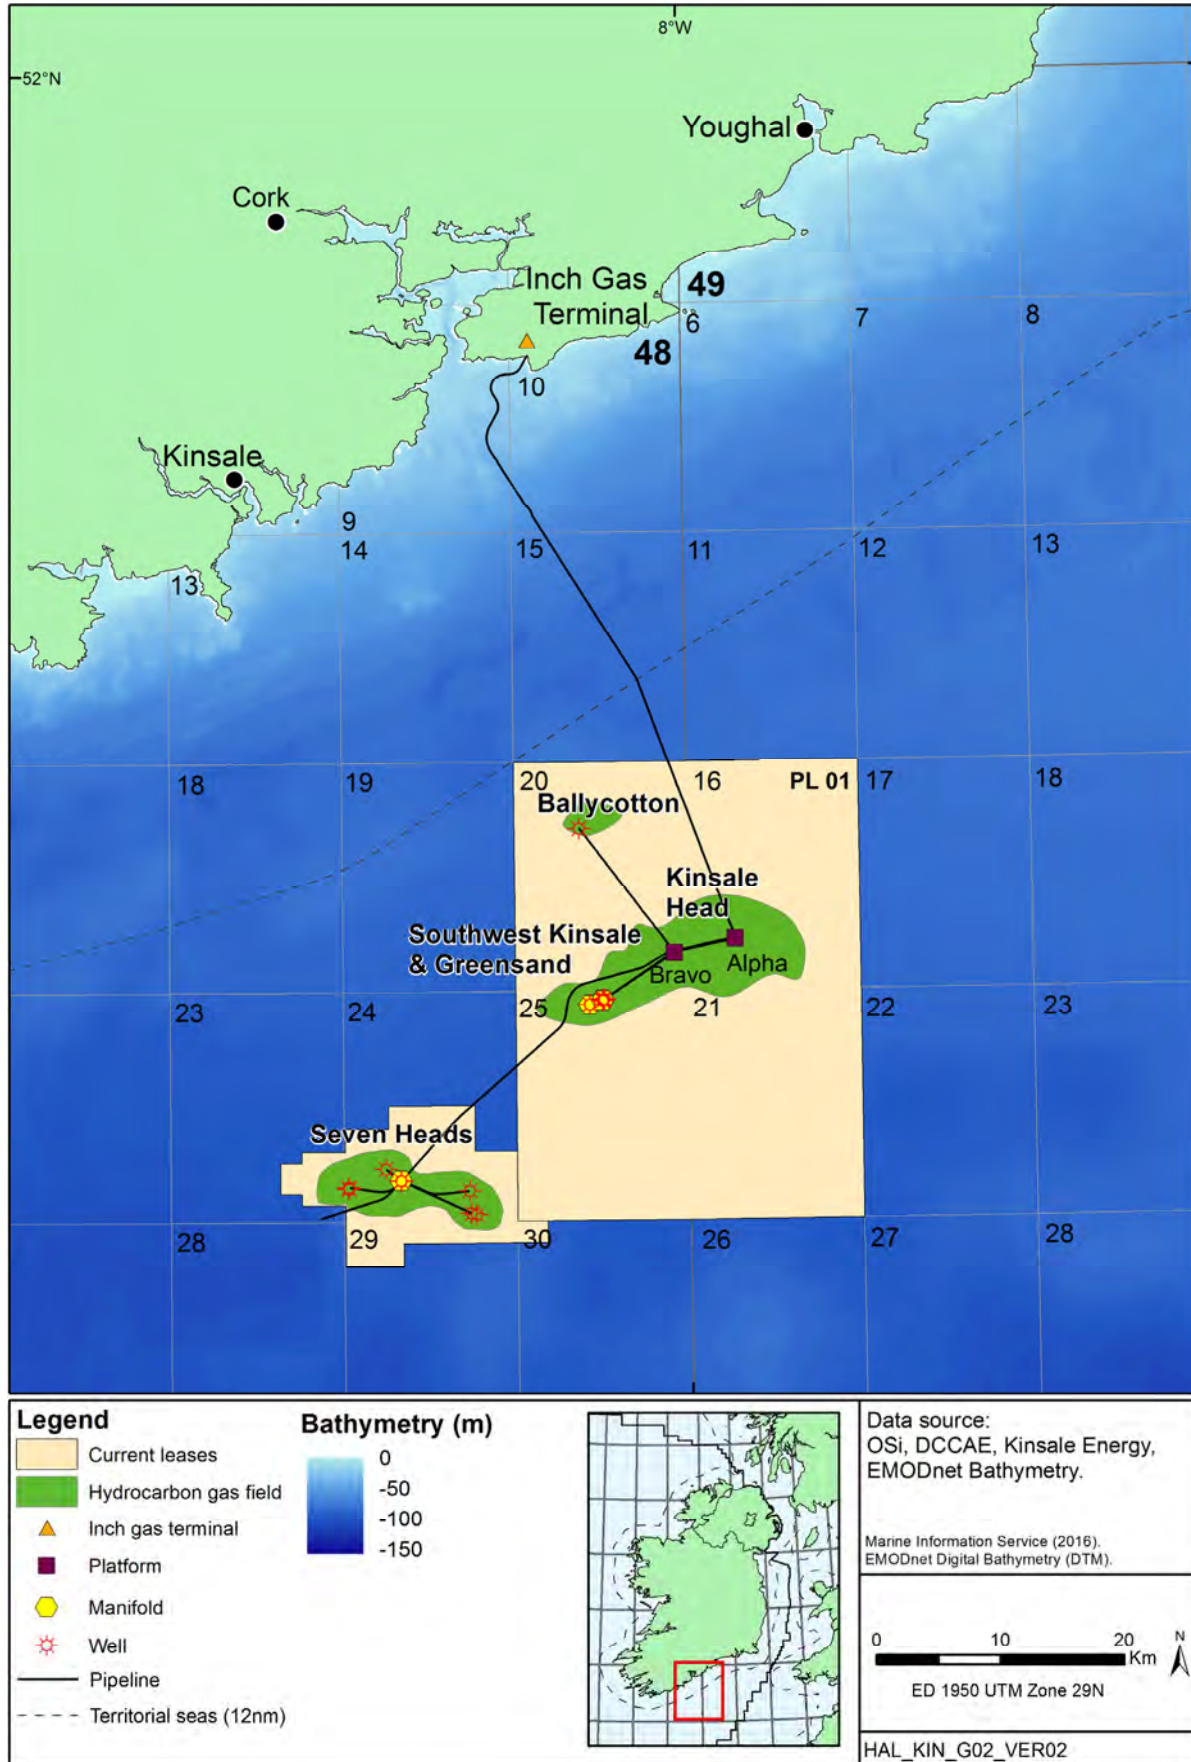 8°W
52°N
Youghal
Cork
Inch Gas
Terminal
49
6
7
8
48
10
Kinsale
9
14
15
11
12
13
13
18
19
20
16
PL 01
17
18
Ballycotton
Kinsale
Head
Southwest Kinsale
& Greensand
Bravo
Alpha
23
24
25
21
22
23
Seven Heads
28
29
30
26
27
28
Legend
Current leases
Hydrocarbon gas field
Inch gas terminal
Platform
Manifold
Well
Pipeline
Territorial seas (12nm)
Bathymetry (m)
0
-50
-100
-150
Data source:
OSi, DCCAE, Kinsale Energy,
EMODnet Bathymetry.
Marine Information Service (2016).
EMODnet Digital Bathymetry (DTM).
0 10 20
Km
N
ED 1950 UTM Zone 29N
HAL_KIN_G02_VER02